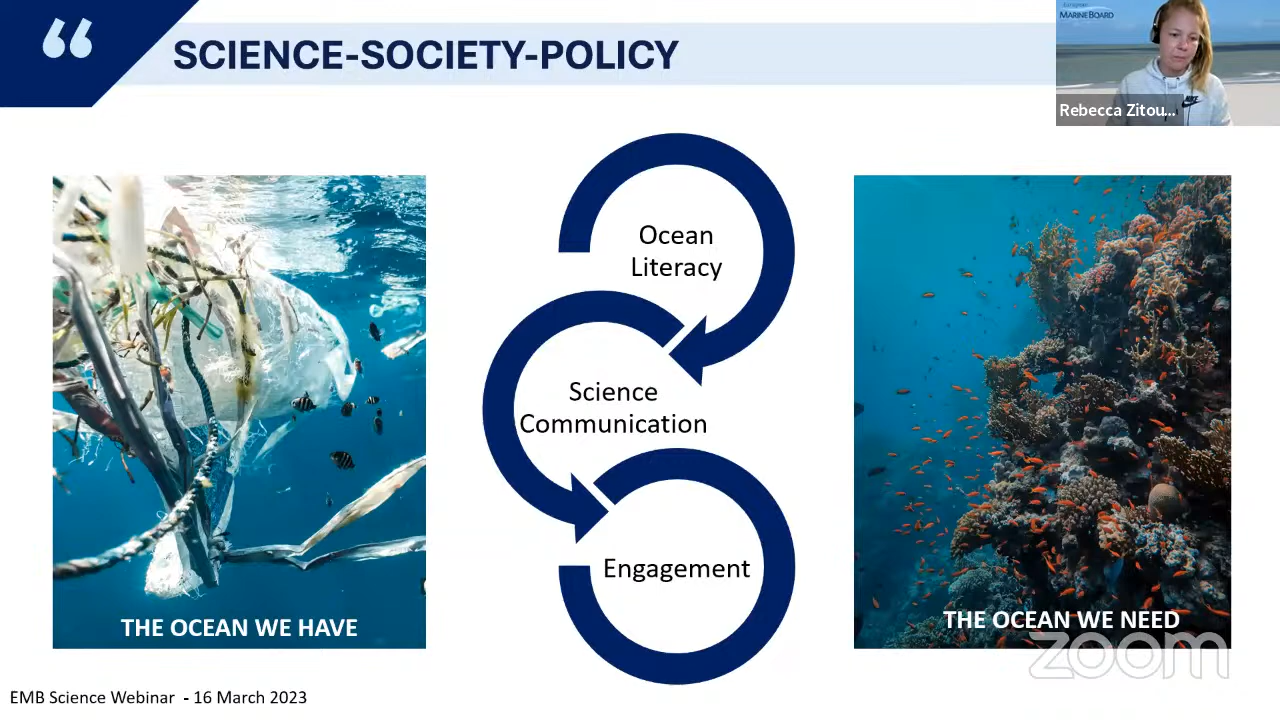 SCIENCE-SOCIETY-POLICY
European
MARINE BOARD
Rebecca Zitou...
Ocean
Literacy
Science
Communication
Engagement
THE OCEAN WE HAVE
THE OCEAN WE NEED
zoom
EMB Science Webinar - 16 March 2023